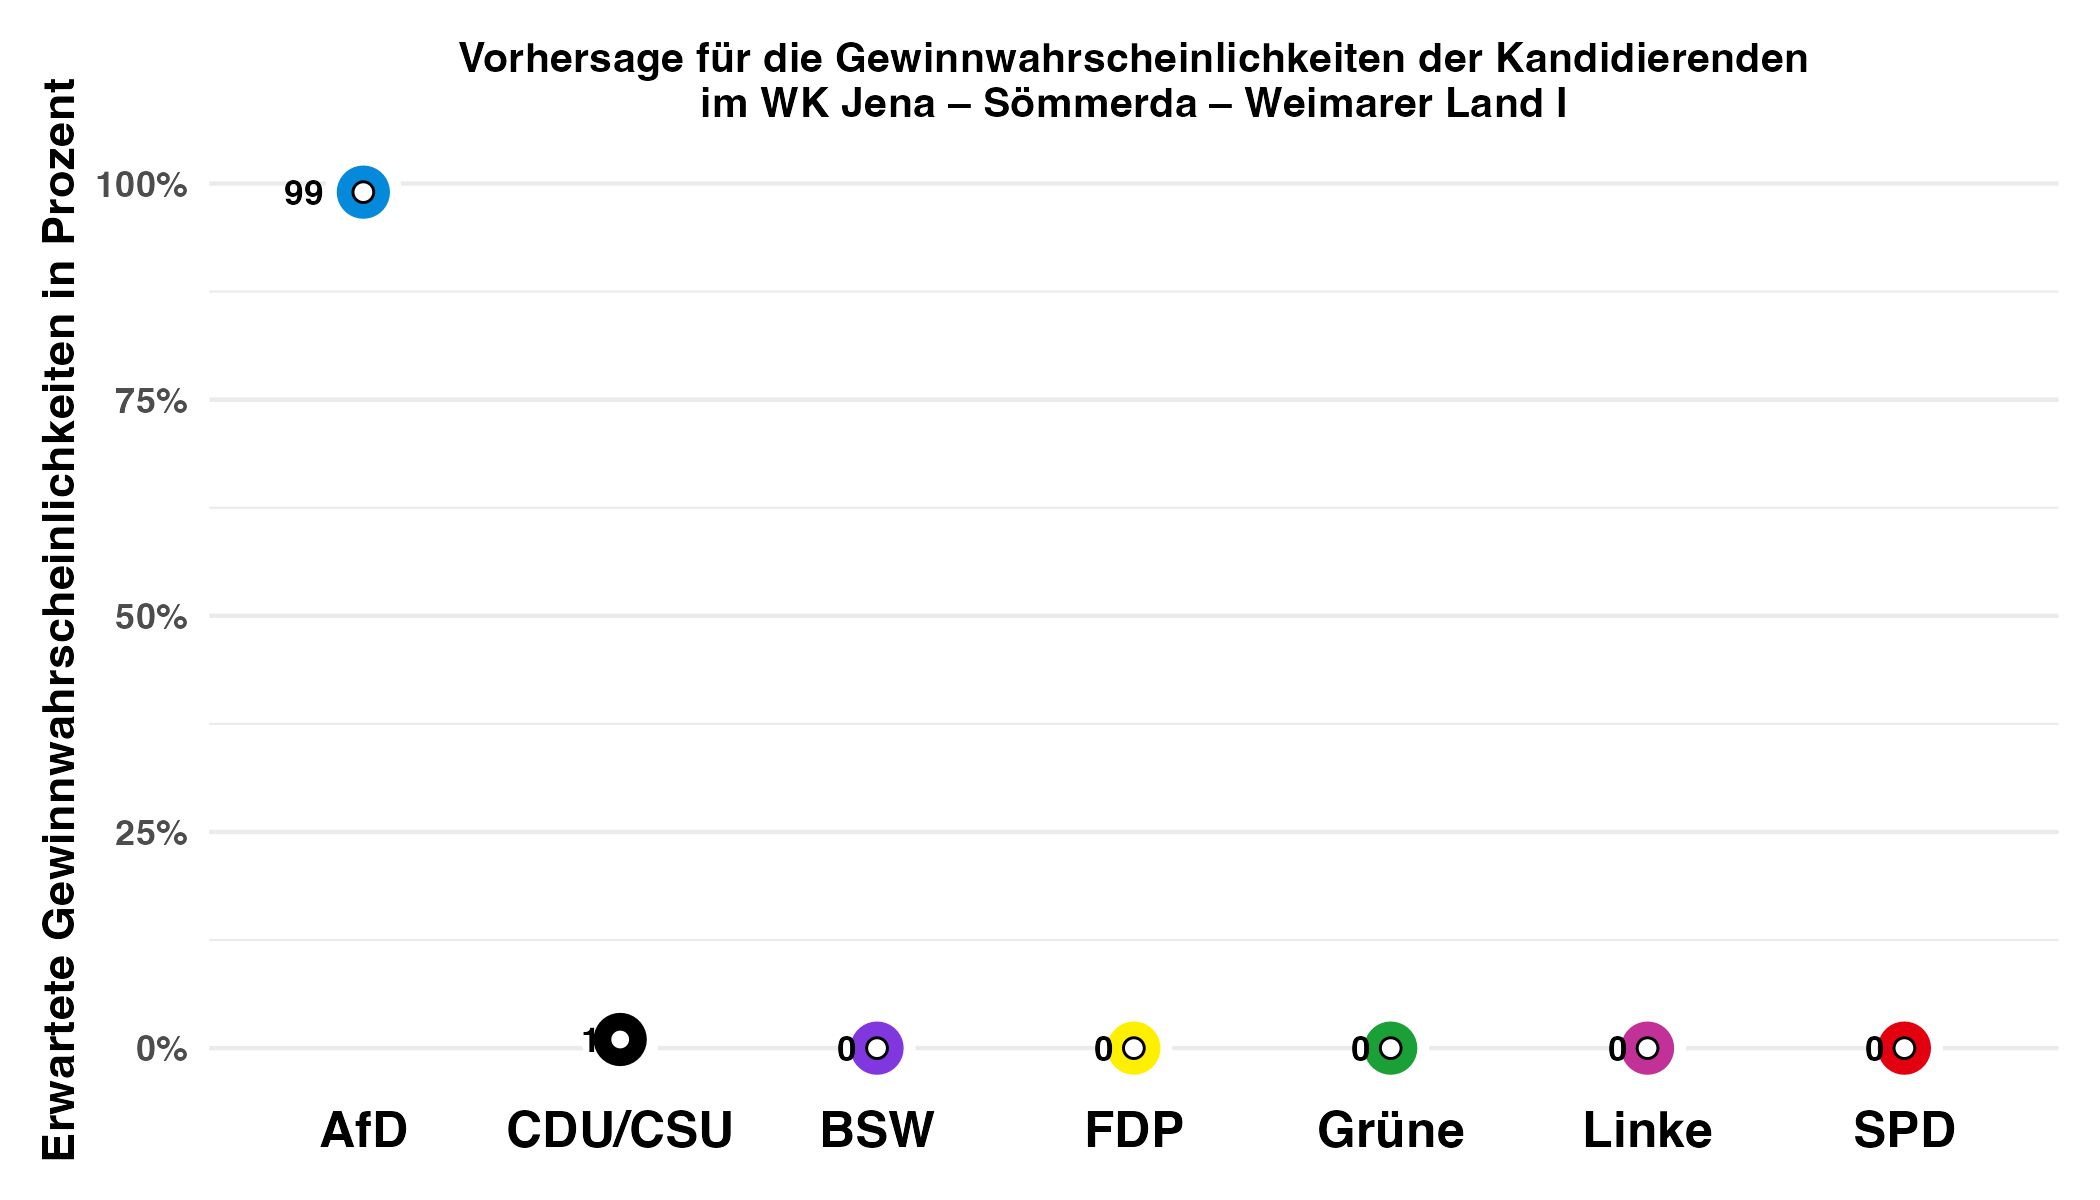 Vorhersage für die Gewinnwahrscheinlichkeiten der Kandidierenden
im WK Jena – Sömmerda – Weimarer Land I
Erwartete Gewinnwahrscheinlichkeiten in Prozent
100%
75%
50%
25%
0%
99
1
0
0
0
0
0
AfD
CDU/CSU
BSW
FDP
Grüne
Linke
SPD